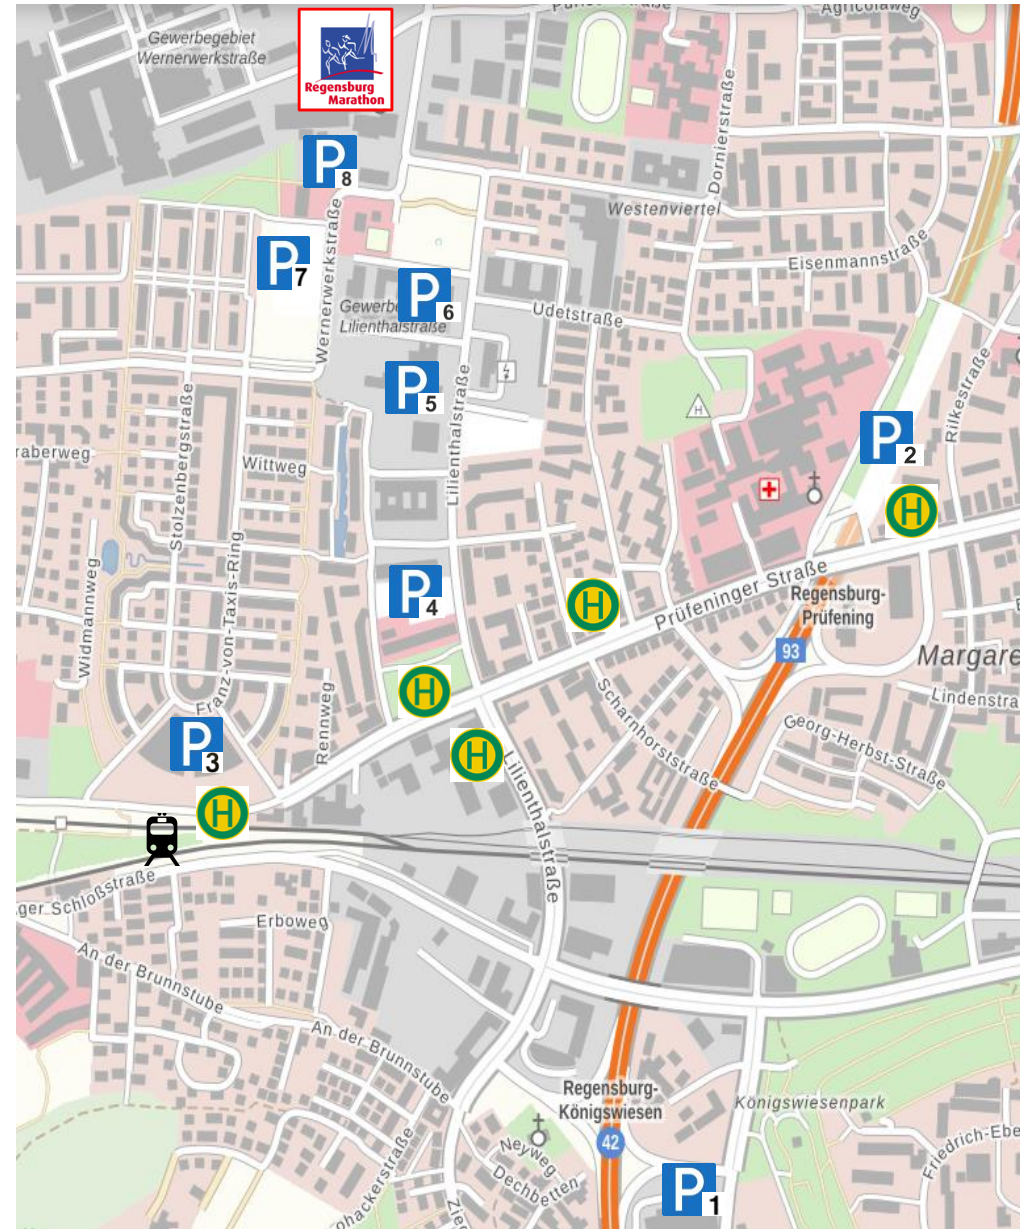 Agricolaweg
Gewerbegebiet
Wernerwerkstraße
Regensburg
Marathon
P
8
Dornierstraße
Westenviertel
Wernerwerkstraße
P
7
Eisenmannstraße
P
6
Lilienthalstraße
Udetstraße
P
5
Lilienthalstraße
H
Rilkestraße
P
2
raberweg
Stolzenbergstraße
Wittweg
H
Widmannweg
Franz-von-Taxis-Ring
P
4
H
Prüfeninger Straße
Regensburg-
Prüfening
93
Margare
Lindenstra
H
Rennweg
Scharnhorststraße
Georg-Herbst-Straße
P
3
H
Lilienthalstraße
H
ger Schloßstraße
Erboweg
An der Brunnstube
An der Brunnstube
Regensburg-
Königswiesen
42
Königswiesenpark
Friedrich-Ebe
Neyweg
Dechbetten
ohackerstraße
Zieg
P
1